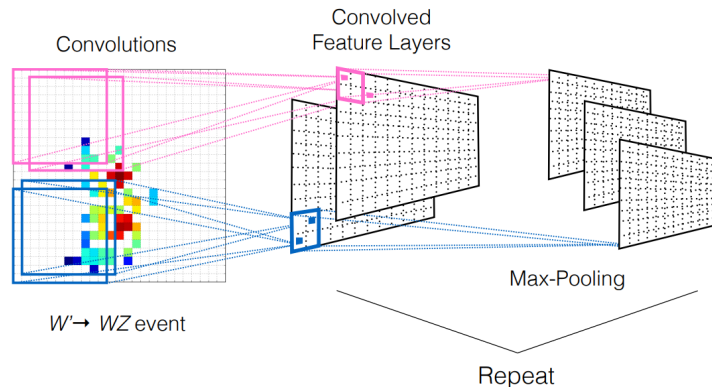 Convolutions
Convolved
Feature Layers
Max-Pooling
W'→ WZ event
Repeat